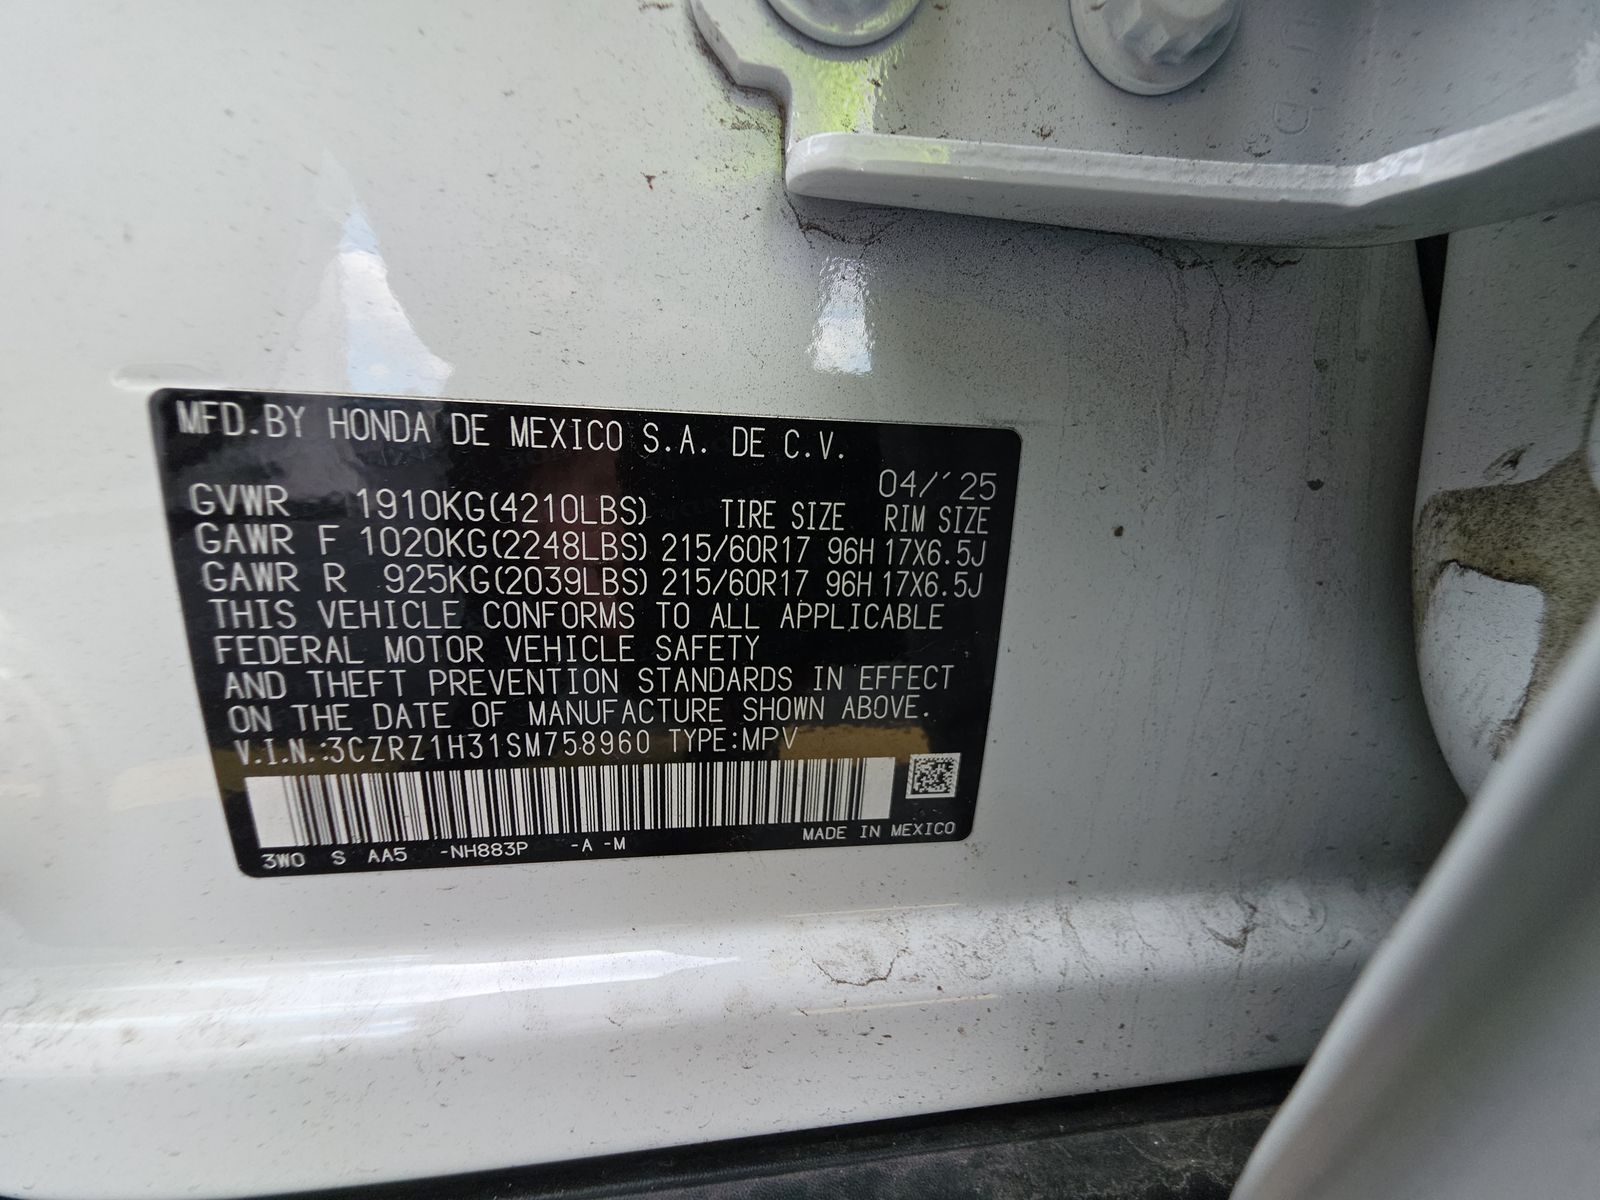 MFD.BY HONDA DE MEXICO S.A. DE C.V.
04/'25
GVWR 1910KG(4210LBS) TIRE SIZE RIM SIZE
GAWR F 1020KG(2248LBS) 215/60R17 96H 17X6.5J
GAWR R 925KG(2039LBS) 215/60R17 96H 17X6.5J
THIS VEHICLE CONFORMS TO ALL APPLICABLE
FEDERAL MOTOR VEHICLE SAFETY
AND THEFT PREVENTION STANDARDS IN EFFECT
ON THE DATE OF MANUFACTURE SHOWN ABOVE.
V.I.N.:3CZRZ1H31SM758960 TYPE:MPV
MADE IN MEXICO
3W0 S AA5 -NH883P -A -M